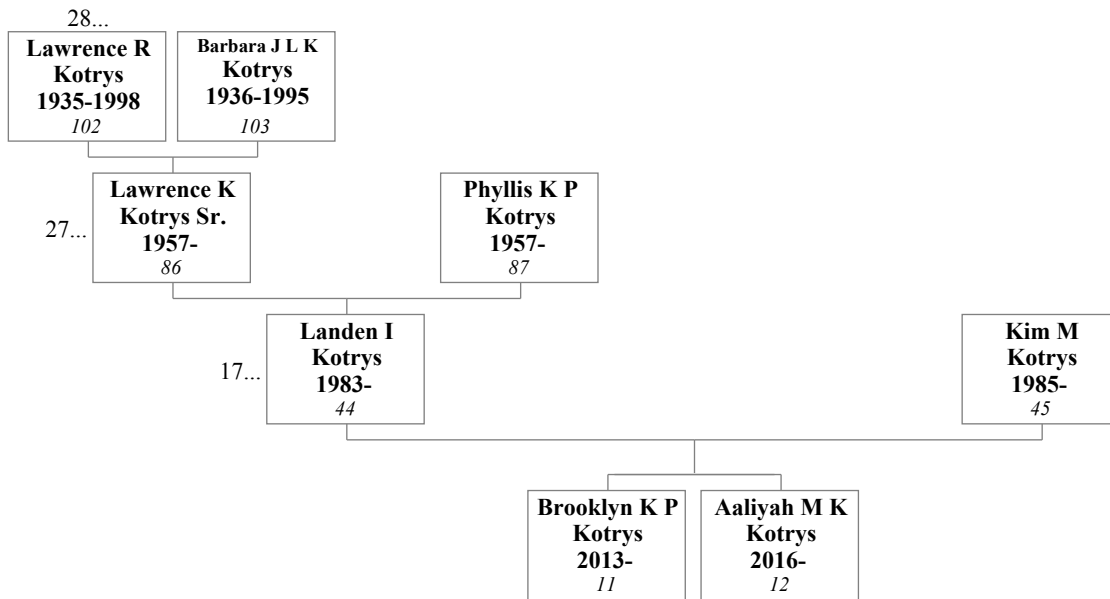 28...
Lawrence R
Kotrys
1935-1998
102
Barbara J L K
Kotrys
1936-1995
103
27...
Lawrence K
Kotrys Sr.
1957-
86
Phyllis K P
Kotrys
1957-
87
17...
Landen I
Kotrys
1983-
44
Kim M
Kotrys
1985-
45
Brooklyn K P
Kotrys
2013-
11
Aaliyah M K
Kotrys
2016-
12